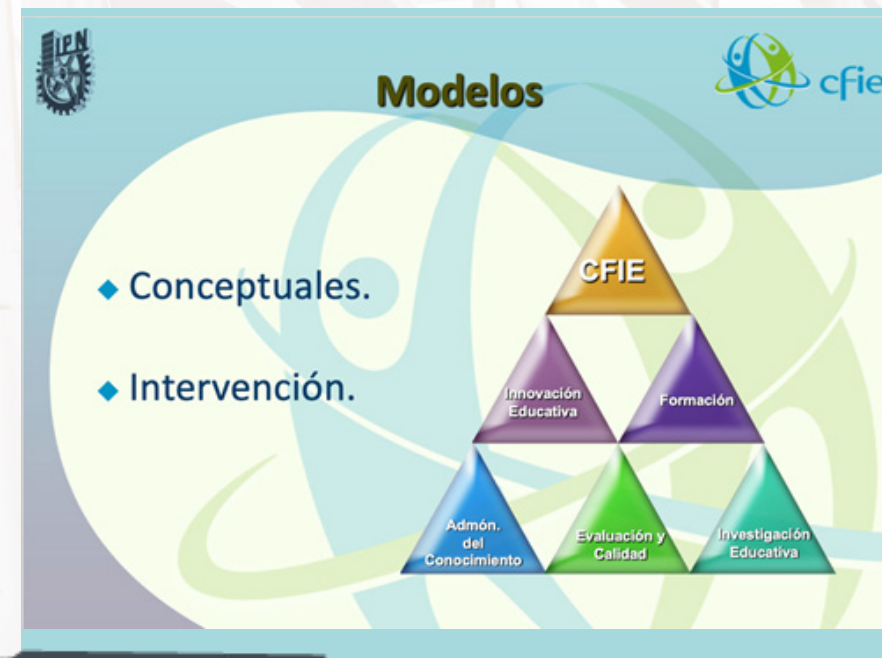 IPN
Modelos
cfie
Conceptuales.
Intervención.
CFIE
Innovación
Educativa
Formación
Admón.
del
Conocimiento
Evaluación y
Calidad
Investigación
Educativa